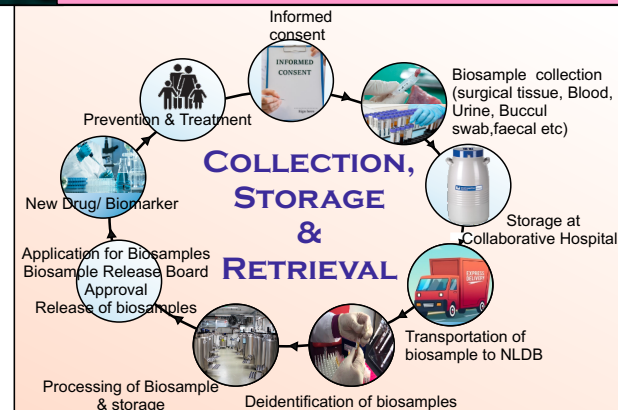 Informed
consent
INFORMED
CONSENT
Biosample collection
(surgical tissue, Blood,
Urine, Buccul
swab,faecal etc)
Storage at
Collaborative Hospital
EXPRESS
DELIVERY
Transportation of
biosample to NLDB
Deidentification of biosamples
Processing of Biosample
& storage
Application for Biosamples
Biosample Release Board
Approval
Release of biosamples
New Drug/ Biomarker
Prevention & Treatment
COLLECTION,
STORAGE
&
RETRIEVAL